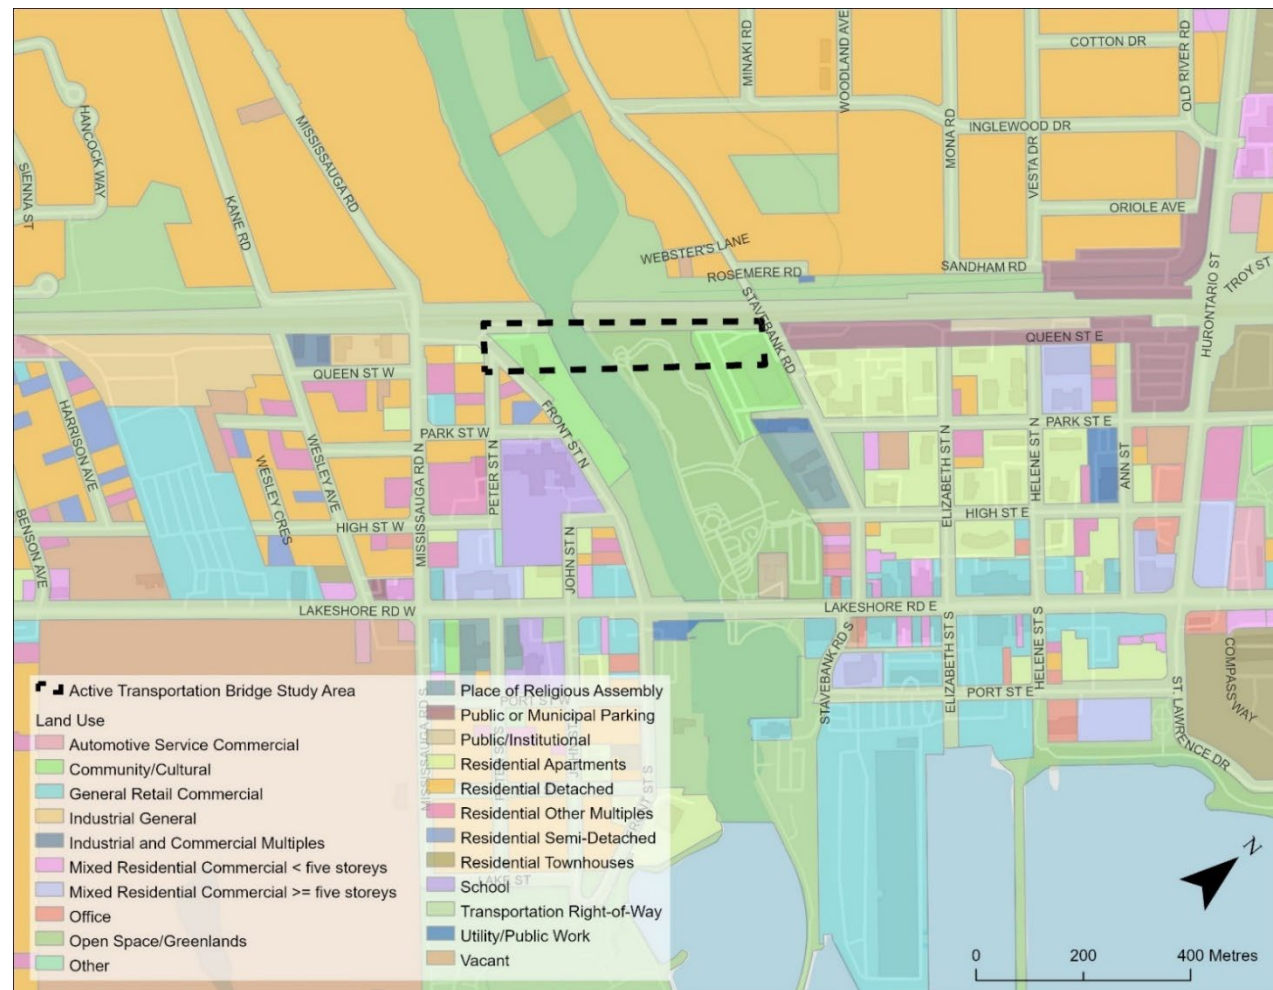 COTTON DR
OLD RIVER RD
MINAKI RD
WOODLAND AVE
HANCOCK WAY
MISSISSAUGA RD
MONA RD
INGLEWOOD DR
VESTA DR
SIENNA ST
KANE RD
ORIOLE AVE
WEBSTER'S LANE
ROSEMERE RD
SANDHAM RD
HURONTARIO ST
TROY ST
STAVEBANK RD
QUEEN ST E
QUEEN ST W
HARRISON AVE
FRONT ST N
PARK ST W
PARK ST E
WESLEY AVE
WESLEY CRES
MISSISSAUGA RD N
PETER ST N
ELIZABETH ST N
HELENE ST N
ANN ST
BENSON AVE
HIGH ST W
HIGH ST E
JOHN ST N
LAKESHORE RD W
LAKESHORE RD E
STAVEBANK RD S
ELIZABETH ST S
HELENE ST S
COMPASS WAY
PORT ST E
ST. LAWRENCE DR
PORT ST W
MISSISSAUGA RD S
LAKE ST
Active Transportation Bridge Study Area
Land Use
Automotive Service Commercial
Community/Cultural
General Retail Commercial
Industrial General
Industrial and Commercial Multiples
Mixed Residential Commercial < five storeys
Mixed Residential Commercial >= five storeys
Office
Open Space/Greenlands
Other
Place of Religious Assembly
Public or Municipal Parking
Public/Institutional
Residential Apartments
Residential Detached
Residential Other Multiples
Residential Semi-Detached
Residential Townhouses
School
Transportation Right-of-Way
Utility/Public Work
Vacant
N
0 200 400 Metres